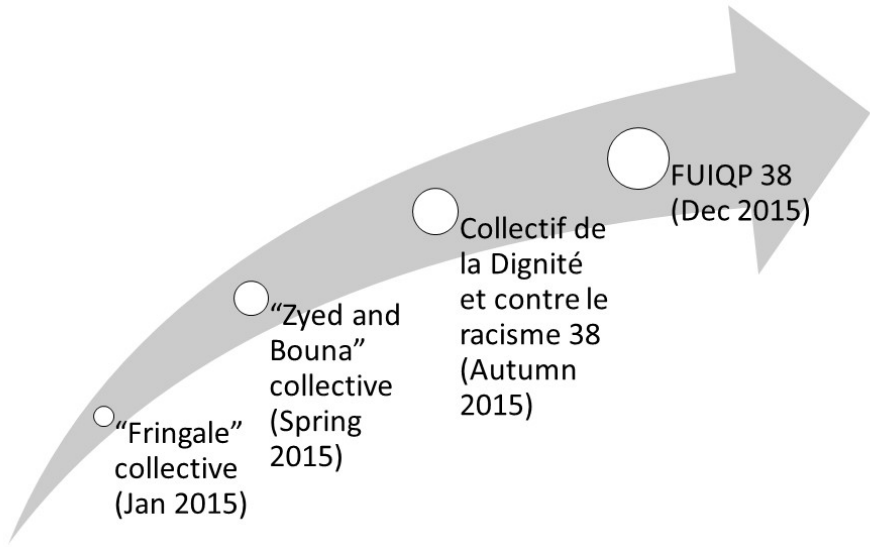 “Fringale”
collective
(Jan 2015)
“Zyed and
Bouna”
collective
(Spring
2015)
Collectif de
la Dignité
et contre le
racisme 38
(Autumn
2015)
FUIQP 38
(Dec 2015)